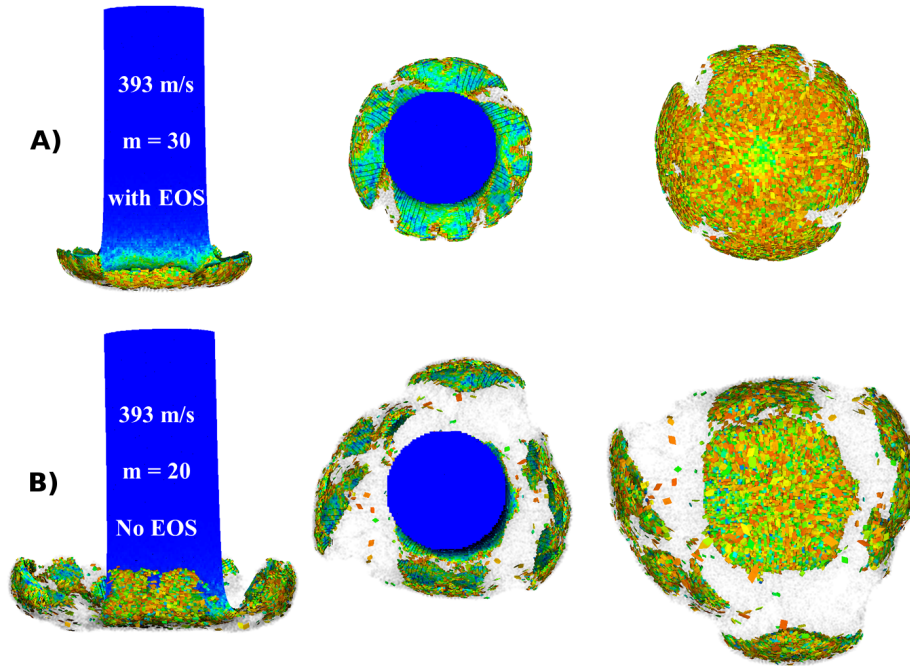 A)
393 m/s
m = 30
with EOS
B)
393 m/s
m = 20
No EOS